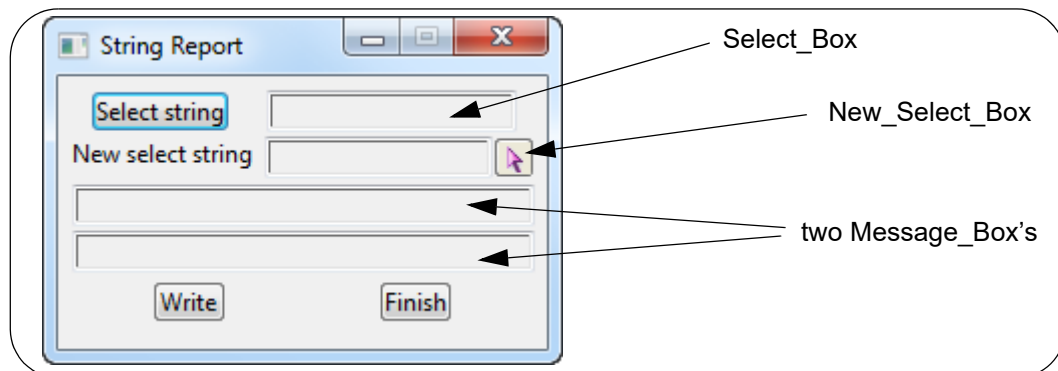 String Report
Select_Box
Select string
New_Select_Box
New select string
two Message_Box's
Write Finish